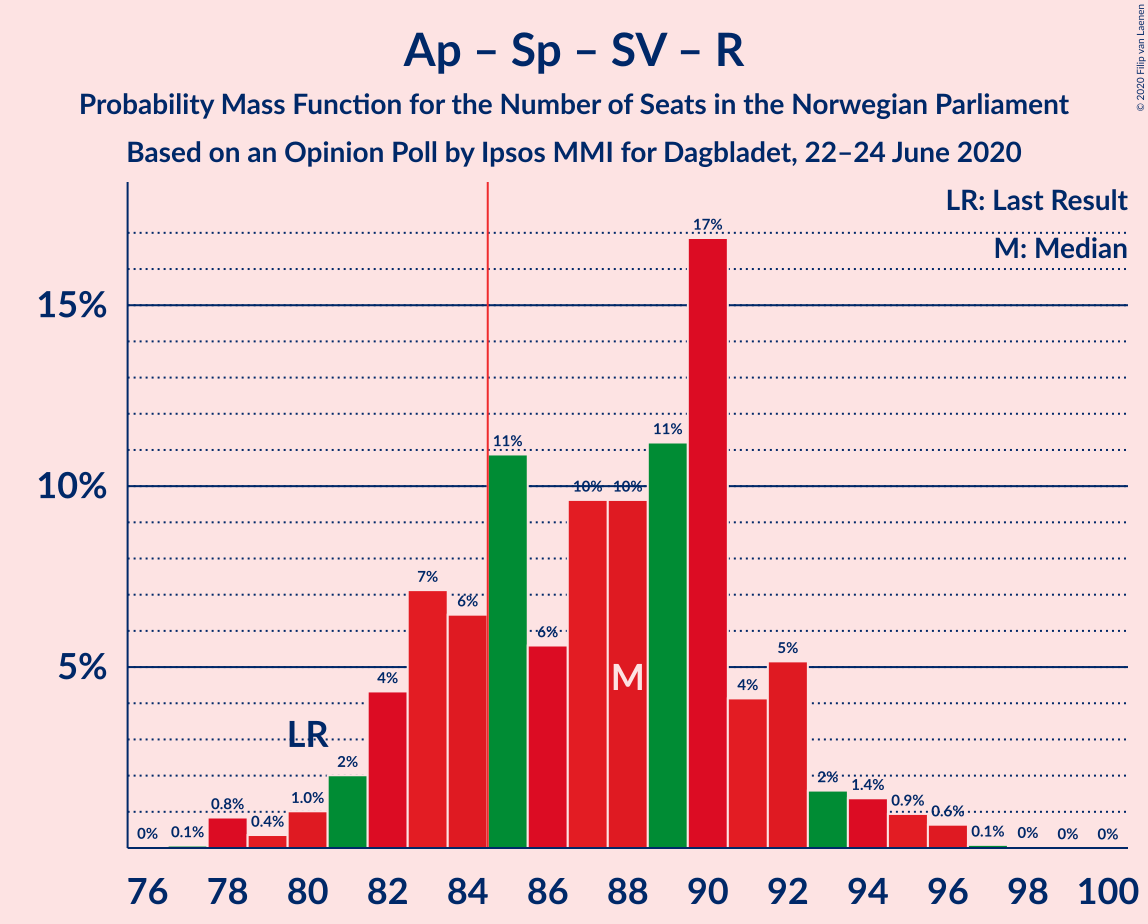 Ap – Sp – SV – R
Probability Mass Function for the Number of Seats in the Norwegian Parliament
Based on an Opinion Poll by Ipsos MMI for Dagbladet, 22–24 June 2020
© 2020 Filip van Laenen
LR: Last Result
M: Median
15%
10%
5%
0% 0.1% 0.8% 0.4% 1.0% 2% 4% 7% 6% 11% 6% 10% 10% 11% 17% 4% 5% 2% 1.4% 0.9% 0.6% 0.1% 0% 0% 0%
LR
M
76 78 80 82 84 86 88 90 92 94 96 98 100